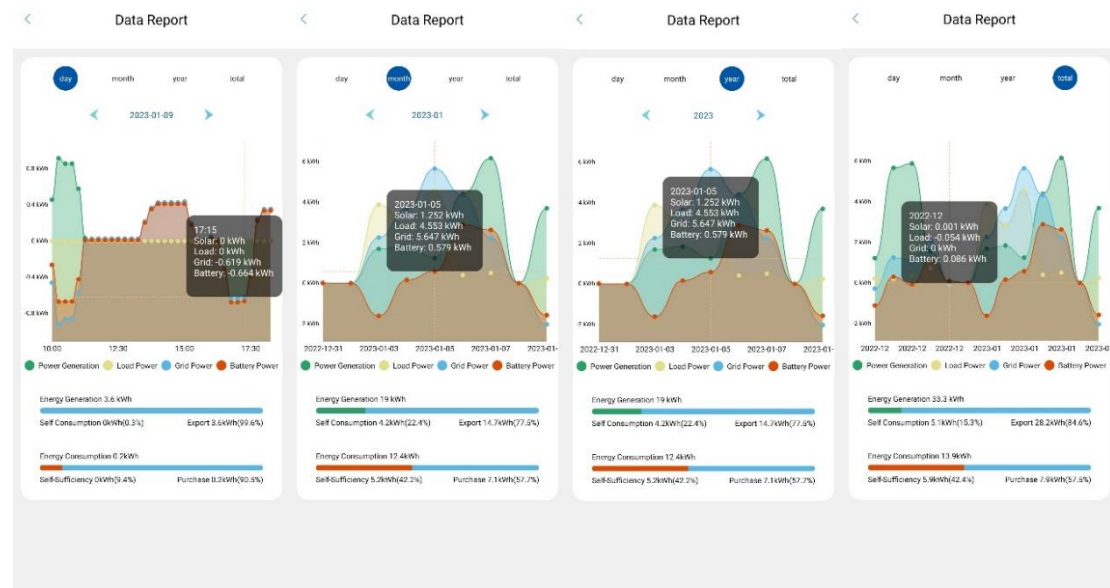 Data Report
day month year total
2023-01-09
0.8 kWh
0.4 kWh
0 kWh
-0.4 kWh
-0.8 kWh
17:15
Solar: 0 kWh
Load: 0 kWh
Grid: -0.619 kWh
Battery: -0.664 kWh
10:00 12:30 15:00 17:30
Power Generation Load Power Grid Power Battery Power
Energy Generation 3.6 kWh
Self Consumption 0kWh(0.3%) Export 3.6kWh(99.6%)
Energy Consumption 0.2kWh
Self-Sufficiency 0kWh(9.4%) Purchase 0.2kWh(90.5%)
Data Report
day month year total
2023-01
6 kWh
4 kWh
2 kWh
0 kWh
2 kWh
2023-01-05
Solar: 1.252 kWh
Load: 4.553 kWh
Grid: 5.647 kWh
Battery: 0.579 kWh
2022-12-31 2023-01-03 2023-01-05 2023-01-07 2023-01-
Power Generation Load Power Grid Power Battery Power
Energy Generation 19 kWh
Self Consumption 4.2kWh(22.4%) Export 14.7kWh(77.5%)
Energy Consumption 12.4kWh
Self-Sufficiency 5.2kWh(42.2%) Purchase 7.1kWh(57.7%)
Data Report
day month year total
2023
6 kWh
4 kWh
2 kWh
0 kWh
-2 kWh
2023-01-05
Solar: 1.252 kWh
Load: 4.553 kWh
Grid: 5.647 kWh
Battery: 0.579 kWh
2022-12-31 2023-01-03 2023-01-05 2023-01-07 2023-01-
Power Generation Load Power Grid Power Battery Power
Energy Generation 19 kWh
Self Consumption 4.2kWh(22.4%) Export 14.7kWh(77.5%)
Energy Consumption 12.4kWh
Self-Sufficiency 5.2kWh(42.2%) Purchase 7.1kWh(57.7%)
Data Report
day month year total
6 kWh
4 kWh
2 kWh
0 kWh
-2 kWh
2022-12
Solar: 0.001 kWh
Load: -0.054 kWh
Grid: 0 kWh
Battery: 0.086 kWh
2022-12 2022-12 2022-12 2023-01 2023-01 2023-0
Power Generation Load Power Grid Power Battery Power
Energy Generation 33.3 kWh
Self Consumption 5.1kWh(15.3%) Export 28.2kWh(84.6%)
Energy Consumption 13.9kWh
Self-Sufficiency 5.9kWh(42.4%) Purchase 7.9kWh(57.5%)